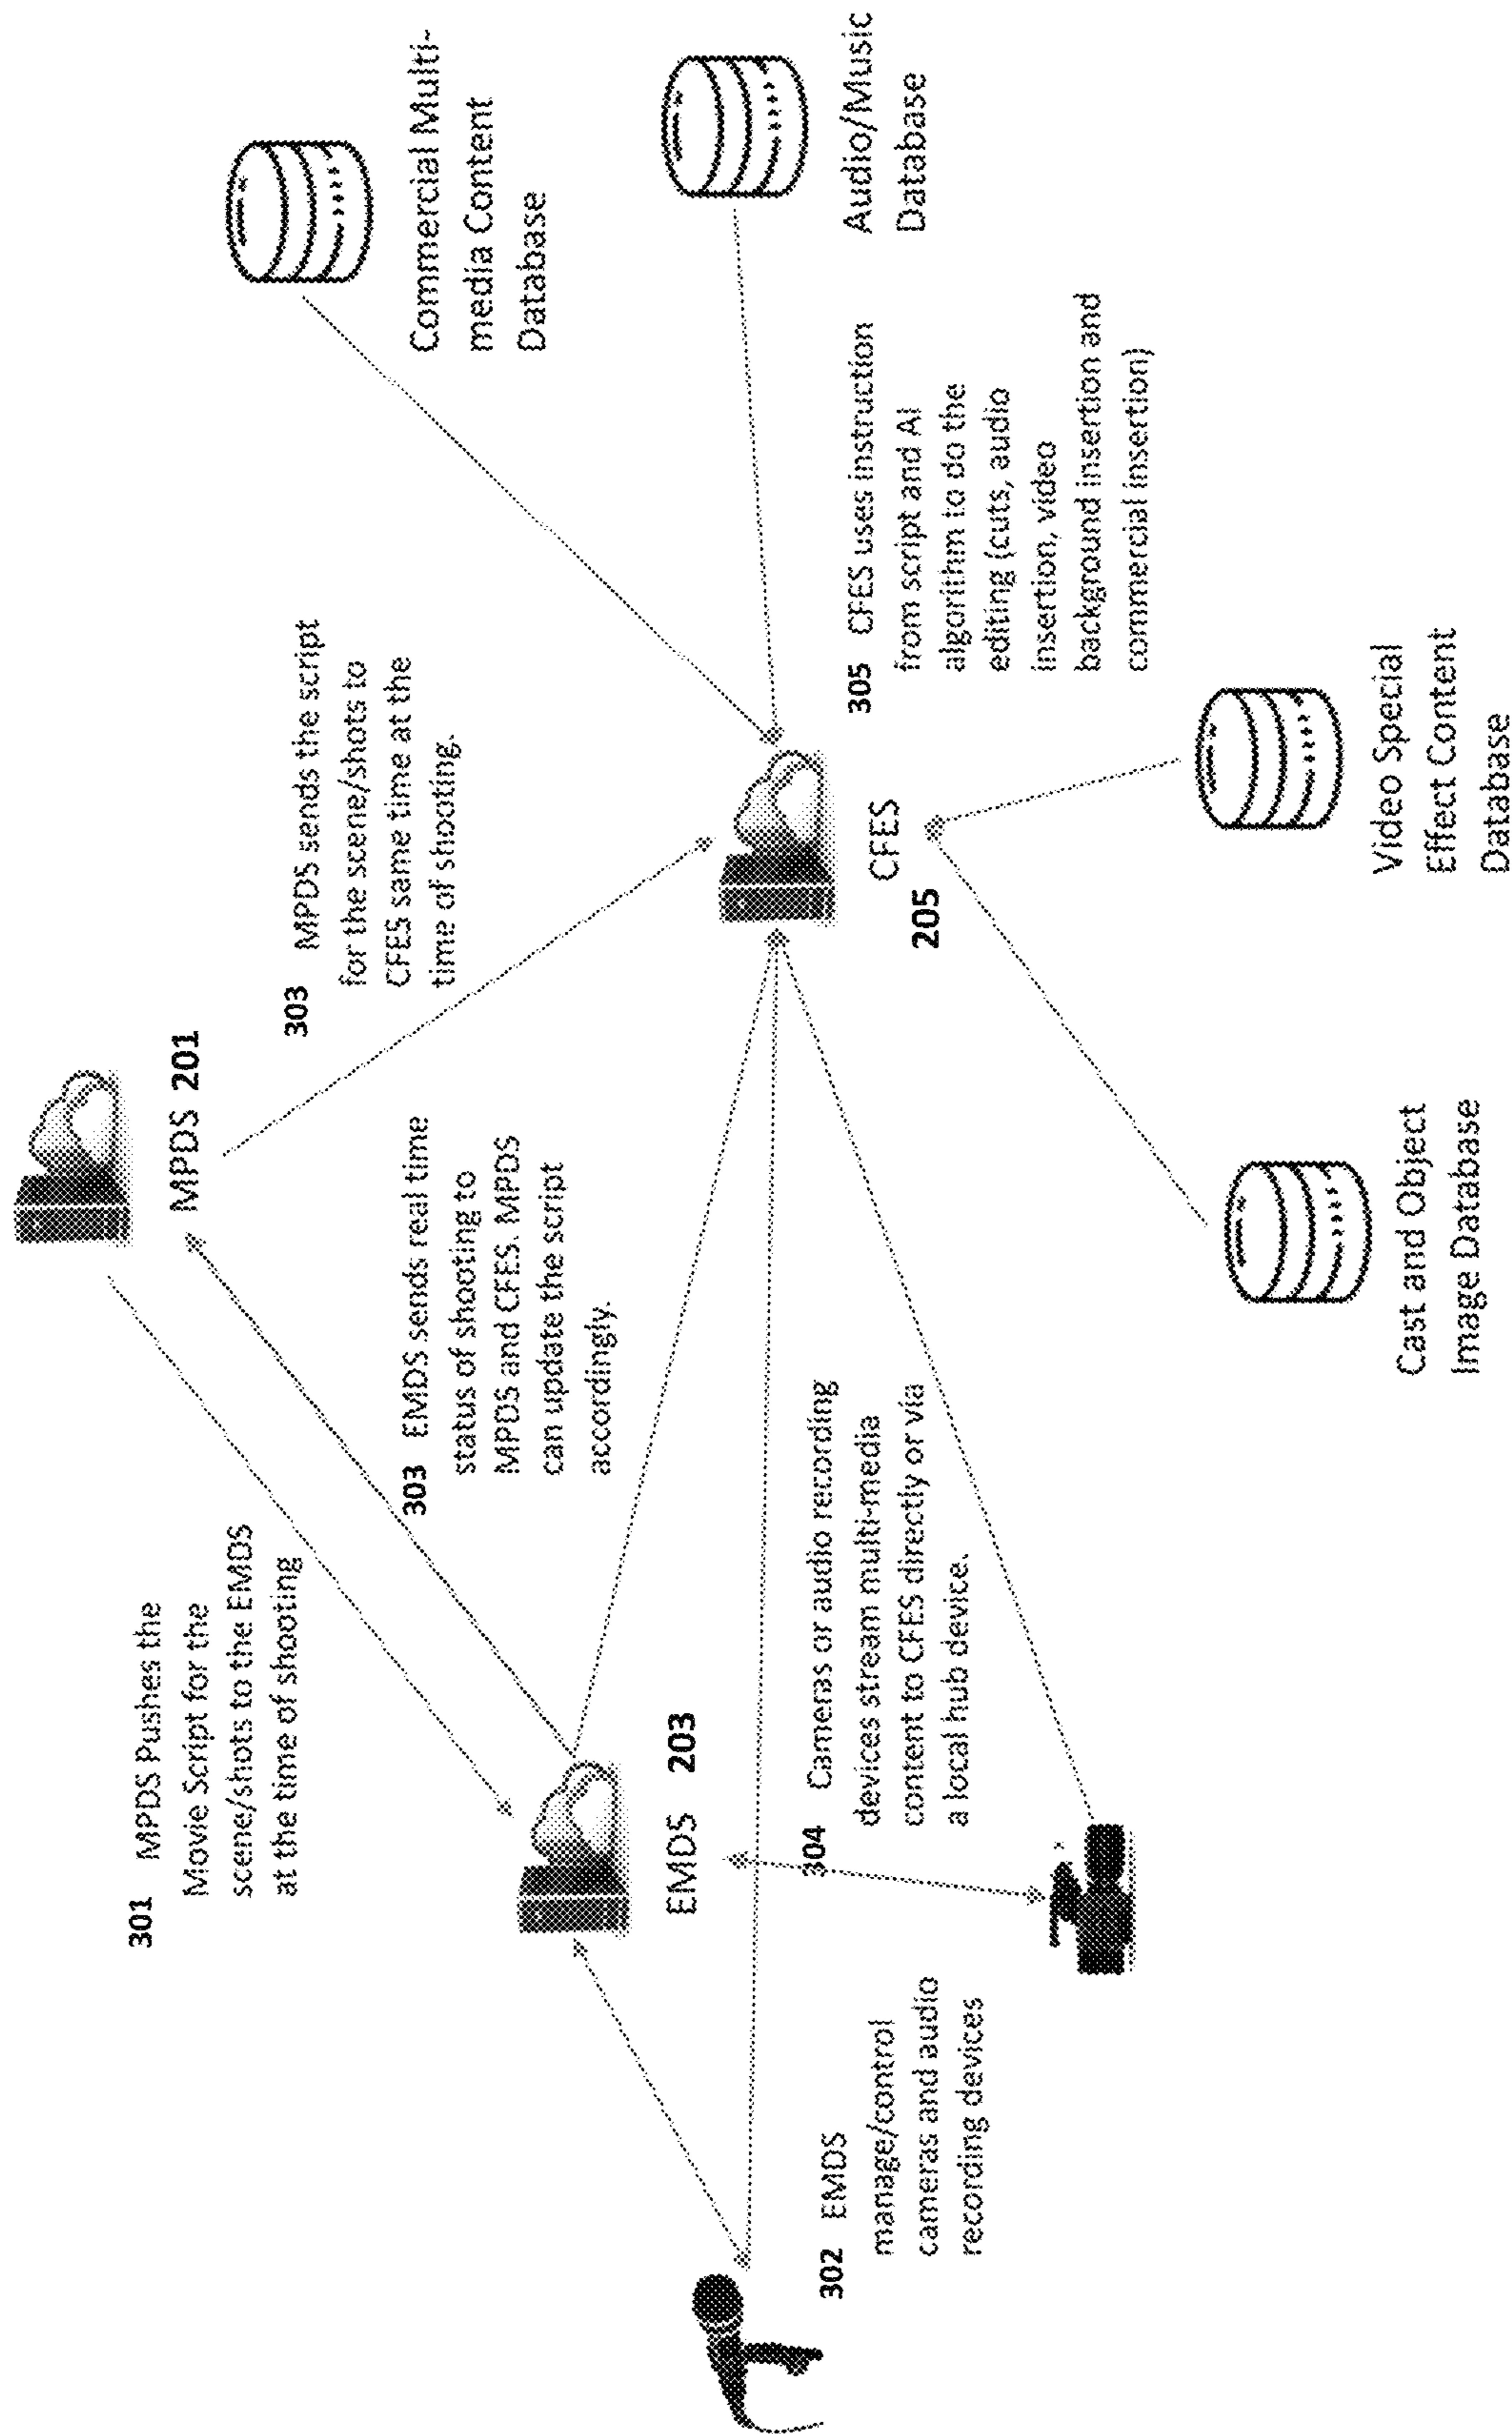 MPDS 201
301 MPDS Pushes the
Movie Script for the
scene/shots to the EMDS
at the time of shooting
303 MPDS sends the script
for the scene/shots to
CFES same time at the
time of shooting.
303 EMDS sends real time
status of shooting to
MPDS and CFES. MPDS
can update the script
accordingly.
Commercial Multi-
media Content
Database
EMDS 203
302 EMDS
manage/control
cameras and audio
recording devices
304 Cameras or audio recording
devices stream multi-media
content to CFES directly or via
a local hub device.
CFES
205
305 CFES uses instruction
from script and AI
algorithm to do the
editing (cuts, audio
insertion, video
background insertion and
commercial insertion)
Audio/Music
Database
Cast and Object
Image Database
Video Special
Effect Content
Database